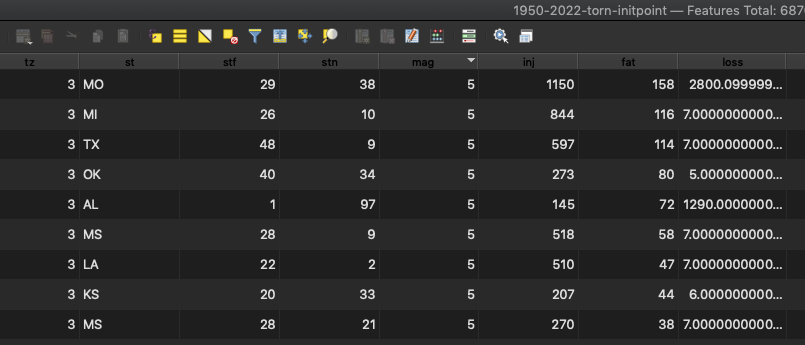 1950-2022-torn-initpoint — Features Total: 687
tz st stf stn mag inj fat loss
3 MO 29 38 5 1150 158 2800.099999...
3 MI 26 10 5 844 116 7.0000000000...
3 TX 48 9 5 597 114 7.0000000000...
3 OK 40 34 5 273 80 5.000000000...
3 AL 1 97 5 145 72 1290.0000000...
3 MS 28 9 5 518 58 7.0000000000...
3 LA 22 2 5 510 47 7.0000000000...
3 KS 20 33 5 207 44 6.000000000...
3 MS 28 21 5 270 38 7.0000000000...